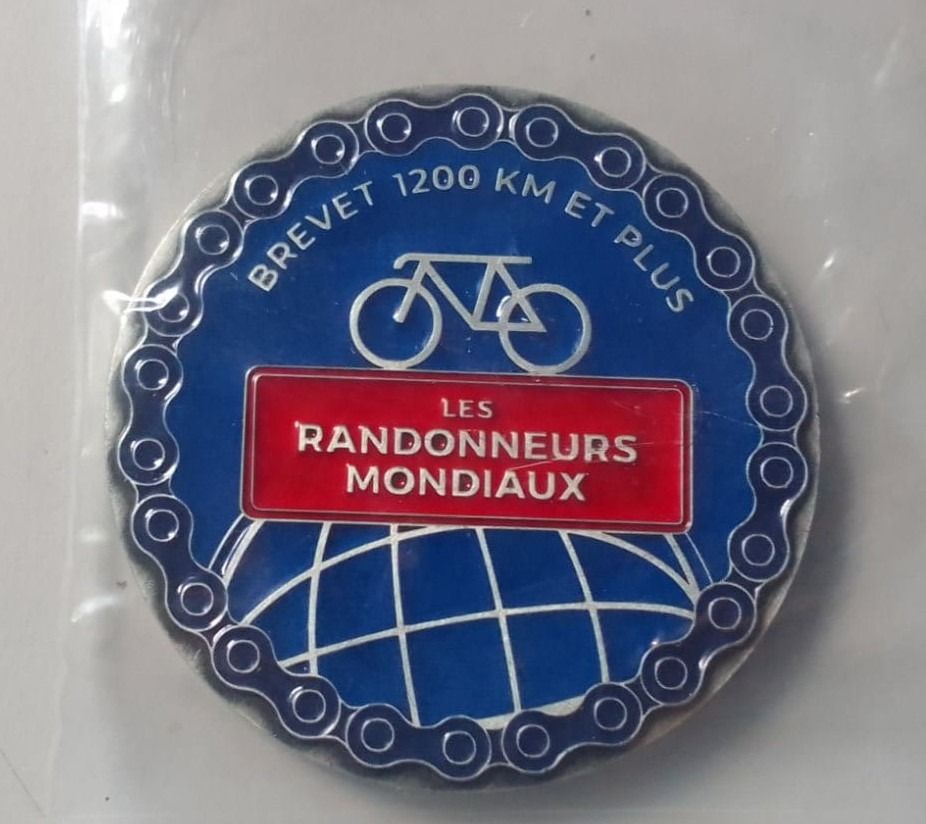 BREVET 1200 KM ET PLUS
LES
RANDONNEURS
MONDIAUX